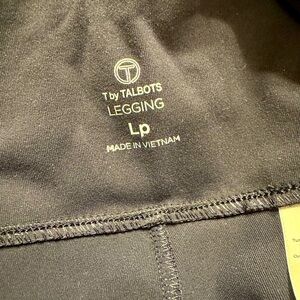 T
T by TALBOTS
LEGGING
Lp
MADE IN VIETNAM